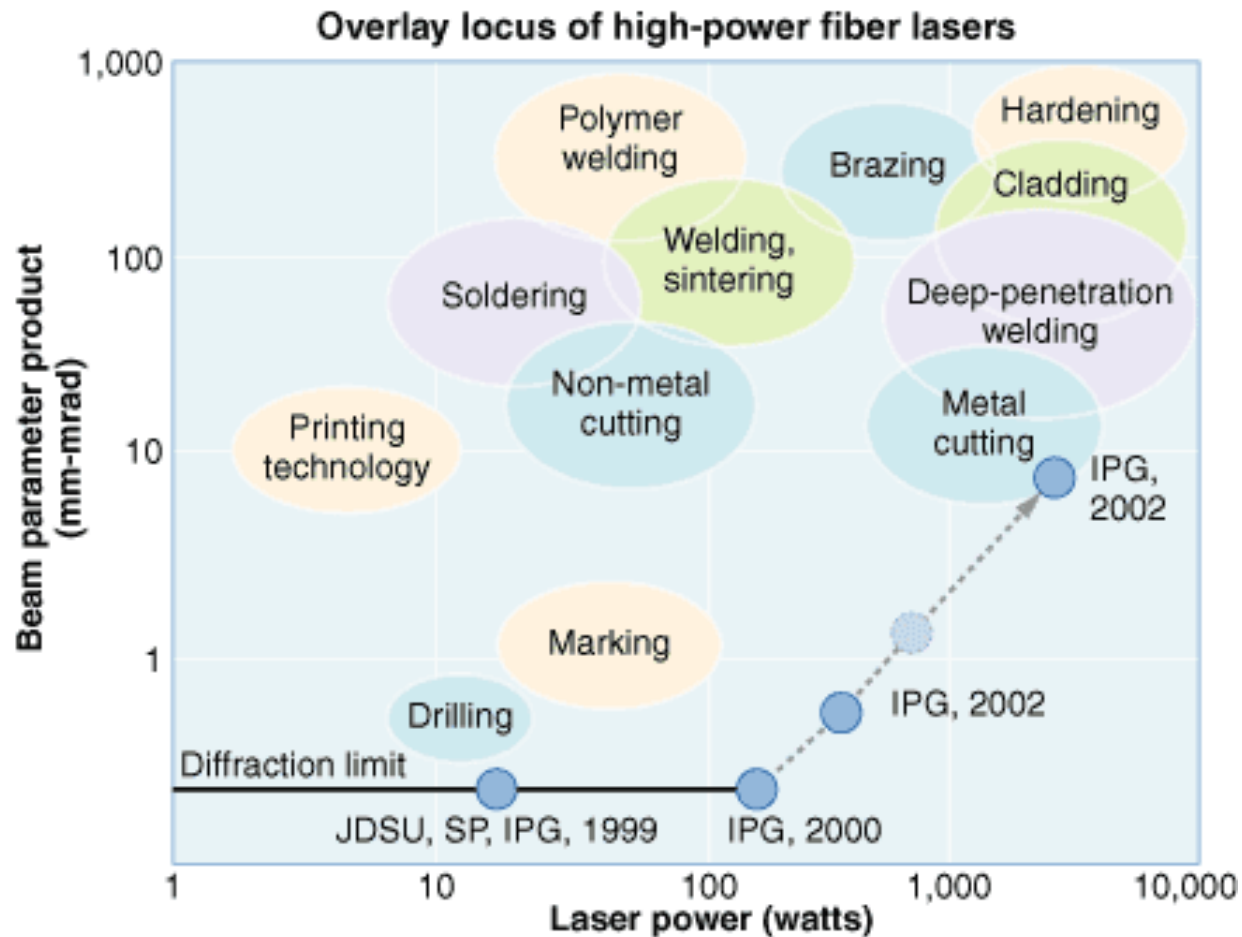 Overlay locus of high-power fiber lasers
Beam parameter product
(mm-mrad)
1,000
100
10
1
Polymer
welding
Brazing
Hardening
Cladding
Welding,
sintering
Soldering
Deep-penetration
welding
Non-metal
cutting
Metal
cutting
Printing
technology
IPG,
2002
Marking
IPG, 2002
Drilling
Diffraction limit
JDSU, SP, IPG, 1999
IPG, 2000
1
10
100
1,000
10,000
Laser power (watts)